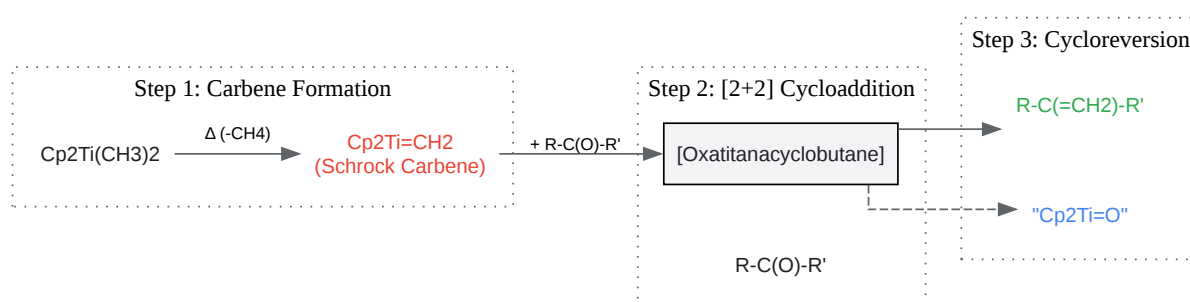 Step 1: Carbene Formation
Cp2Ti(CH3)2
Δ (-CH4)
Cp2Ti=CH2
(Schrock Carbene)
+ R-C(O)-R'
Step 2: [2+2] Cycloaddition
[Oxatitanacyclobutane]
R-C(O)-R'
Step 3: Cycloreversion
R-C(=CH2)-R'
"Cp2Ti=O"